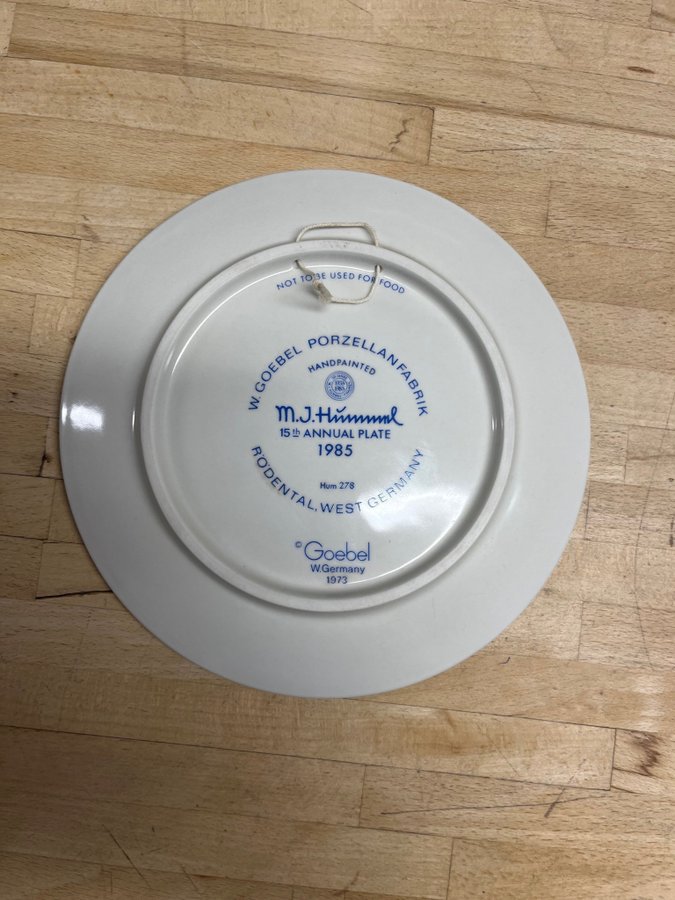 NOT TO BE USED FOR FOOD
W. GOEBEL PORZELLANFABRIK
HANDPAINTED
M.J.Hummel
15th ANNUAL PLATE
1985
Hum 278
RÖDENTAL, WEST GERMANY
© Goebel
W.Germany
1973